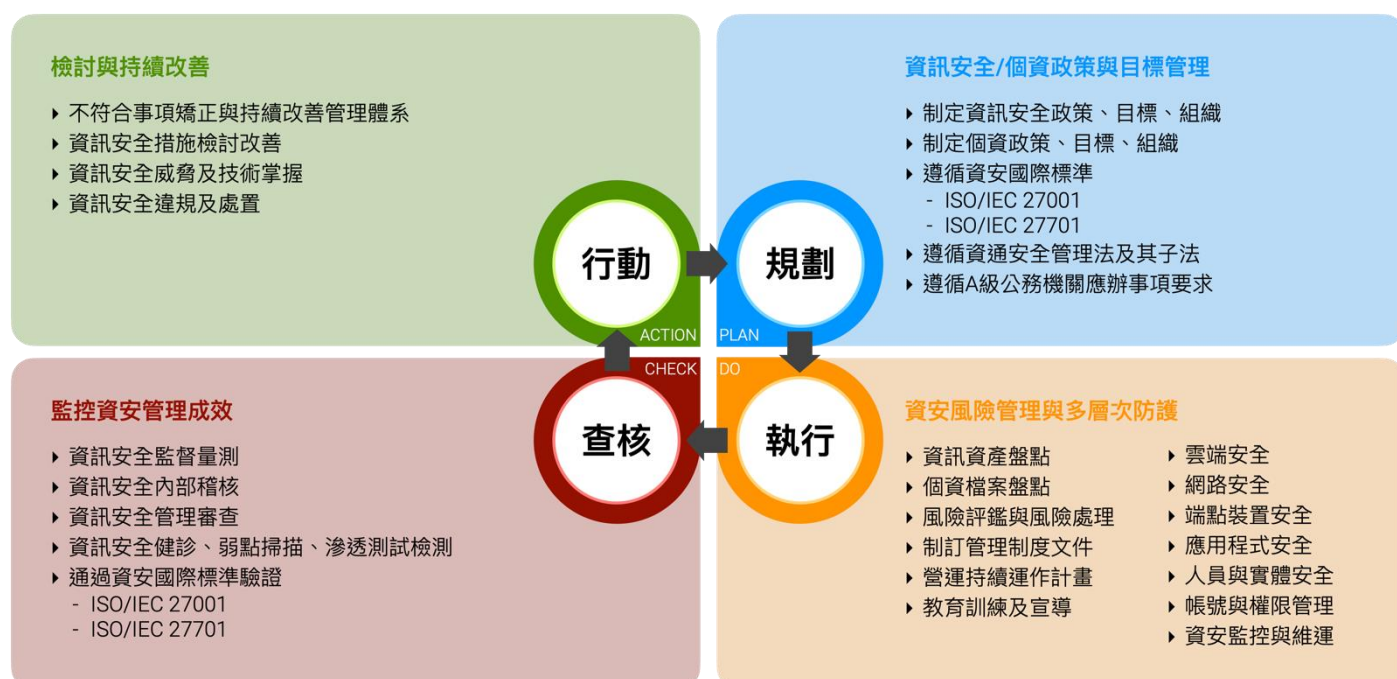 檢討與持續改善
不符合事項矯正與持續改善管理體系
資訊安全措施檢討改善
資訊安全威脅及技術掌握
資訊安全違規及處置
資訊安全/個資政策與目標管理
制定資訊安全政策、目標、組織
制定個資政策、目標、組織
遵循資安國際標準
- ISO/IEC 27001
- ISO/IEC 27701
遵循資通安全管理法及其子法
遵循A級公務機關應辦事項要求
行動
規劃
ACTION
PLAN
CHECK
DO
查核
執行
監控資安管理成效
資訊安全監督量測
資訊安全內部稽核
資訊安全管理審查
資訊安全健診、弱點掃描、滲透測試檢測
通過資安國際標準驗證
- ISO/IEC 27001
- ISO/IEC 27701
資安風險管理與多層次防護
資訊資產盤點
個資檔案盤點
風險評鑑與風險處理
制訂管理制度文件
營運持續運作計畫
教育訓練及宣導
雲端安全
網路安全
端點裝置安全
應用程式安全
人員與實體安全
帳號與權限管理
資安監控與維運